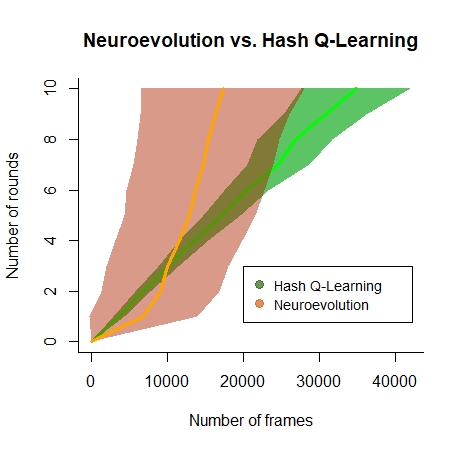 Neuroevolution vs. Hash Q-Learning
Number of rounds
10
8
6
4
2
0
Hash Q-Learning
Neuroevolution
0 10000 20000 30000 40000
Number of frames